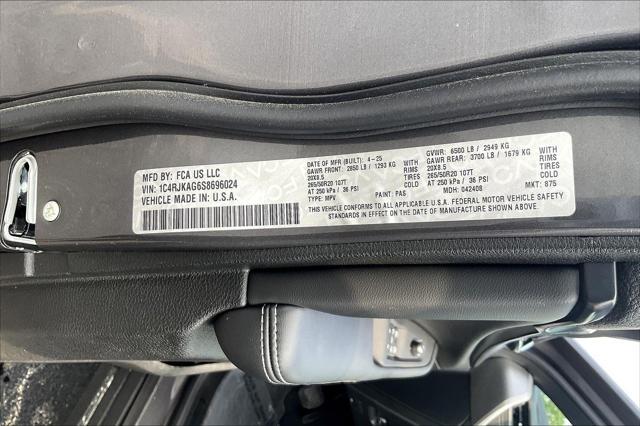 MFD BY: FCA US LLC
VIN: 1C4RJKAG6S8696024
VEHICLE MADE IN: U.S.A.
DATE OF MFR (BUILT): 4-25
GAWR FRONT: 2850 LB / 1293 KG WITH
20X8.5 RIMS
265/50R20 107T TIRES
AT 250 kPa / 36 PSI COLD
TYPE: MPV PAINT: PAS
GVWR: 6500 LB / 2949 KG
GAWR REAR: 3700 LB / 1679 KG WITH
20X8.5 RIMS
265/50R20 107T TIRES
AT 250 kPa / 36 PSI COLD
MDH: 042408 MKT: 875
THIS VEHICLE CONFORMS TO ALL APPLICABLE U.S.A. FEDERAL MOTOR VEHICLE SAFETY
STANDARDS IN EFFECT ON THE DATE OF MANUFACTURE SHOWN ABOVE.